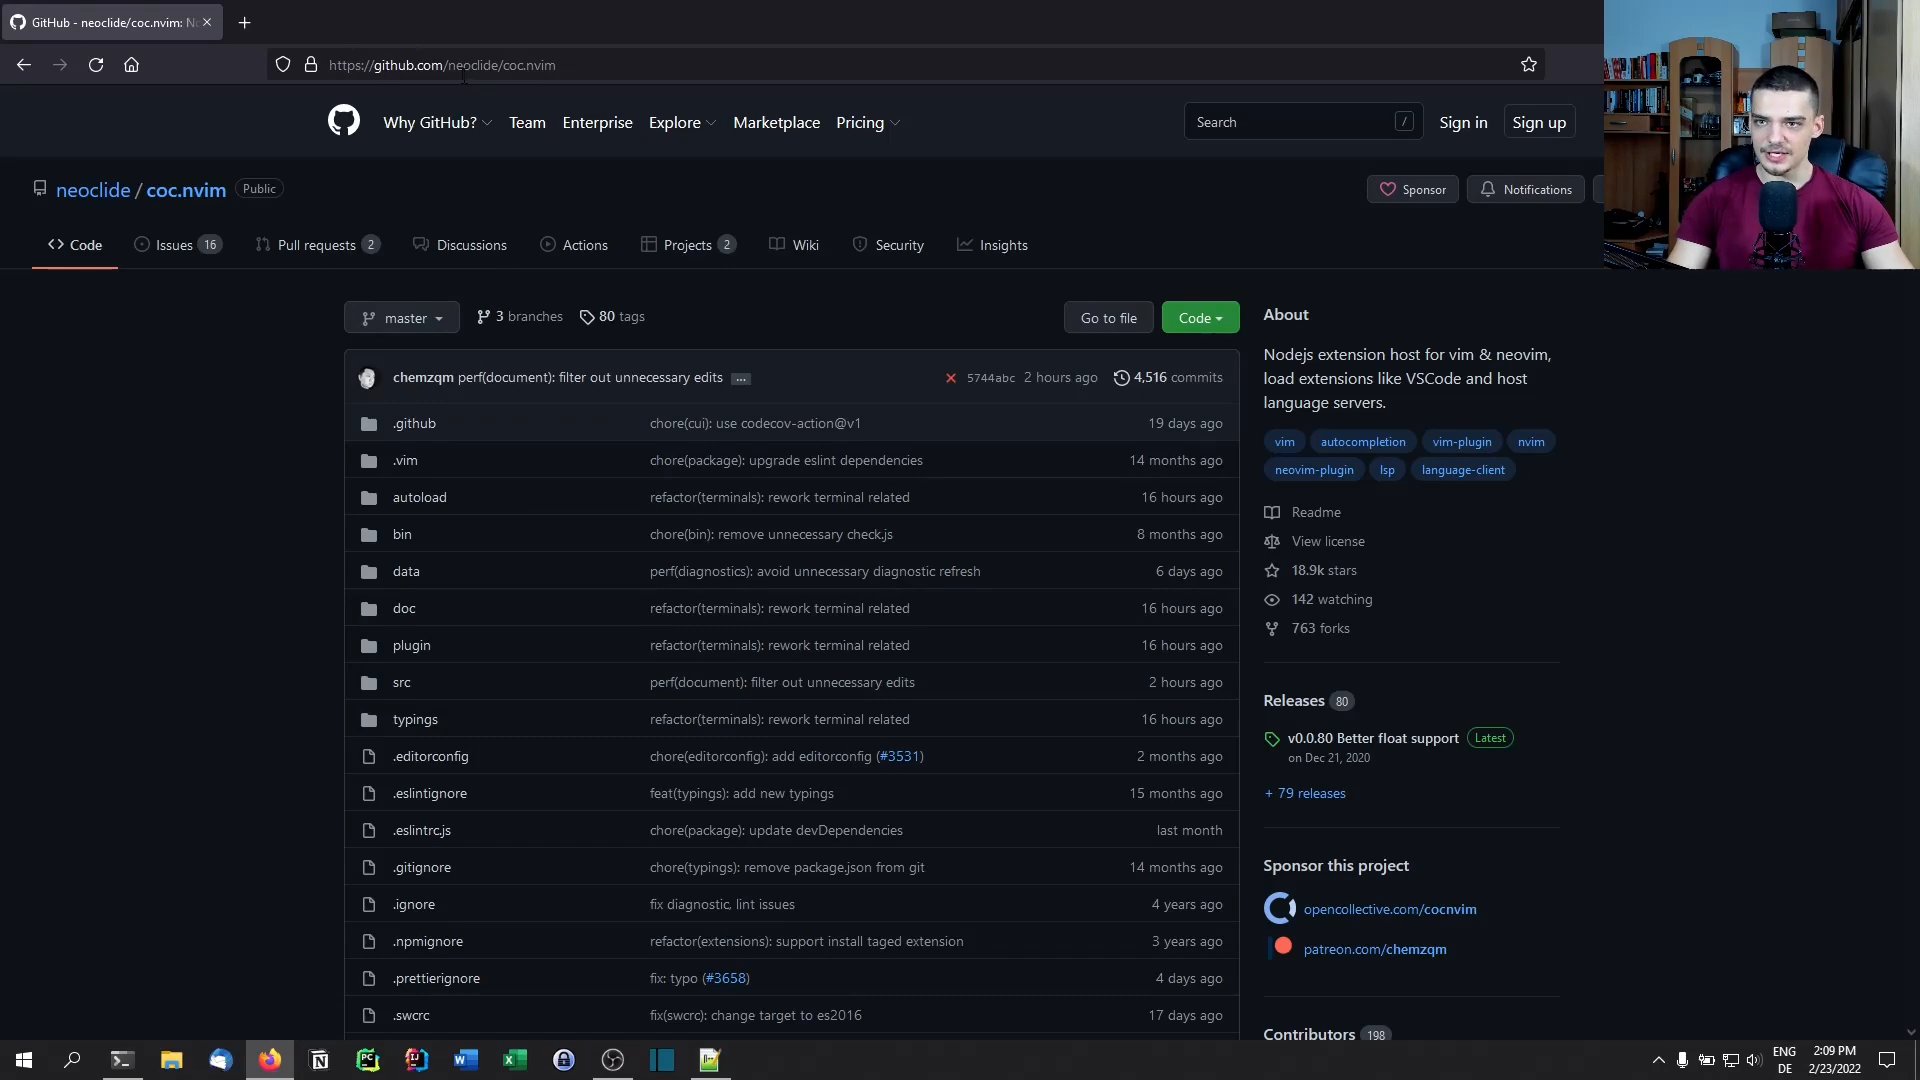 GitHub - neoclide/coc.nvim: N
https://github.com/neoclide/coc.nvim
Why GitHub?
Team
Enterprise
Explore
Marketplace
Pricing
Search
/
Sign in
Sign up
neoclide / coc.nvim
Public
Sponsor
Notifications
Code
Issues 16
Pull requests 2
Discussions
Actions
Projects 2
Wiki
Security
Insights
master
3 branches
80 tags
Go to file
Code
chemzqm perf(document): filter out unnecessary edits ...
5744abc 2 hours ago
4,516 commits
.github chore(cui): use codecov-action@v1 19 days ago
.vim chore(package): upgrade eslint dependencies 14 months ago
autoload refactor(terminals): rework terminal related 16 hours ago
bin chore(bin): remove unnecessary check.js 8 months ago
data perf(diagnostics): avoid unnecessary diagnostic refresh 6 days ago
doc refactor(terminals): rework terminal related 16 hours ago
plugin refactor(terminals): rework terminal related 16 hours ago
src perf(document): filter out unnecessary edits 2 hours ago
typings refactor(terminals): rework terminal related 16 hours ago
.editorconfig chore(editorconfig): add editorconfig (#3531) 2 months ago
.eslintignore feat(typings): add new typings 15 months ago
.eslintrc.js chore(package): update devDependencies last month
.gitignore chore(typings): remove package.json from git 14 months ago
.ignore fix diagnostic, lint issues 4 years ago
.npmignore refactor(extensions): support install taged extension 3 years ago
.prettierignore fix: typo (#3658) 4 days ago
.swcrc fix(swcrc): change target to es2016 17 days ago
About
Nodejs extension host for vim & neovim,
load extensions like VSCode and host
language servers.
vim autocompletion vim-plugin nvim
neovim-plugin lsp language-client
Readme
View license
18.9k stars
142 watching
763 forks
Releases 80
v0.0.80 Better float support Latest
on Dec 21, 2020
+ 79 releases
Sponsor this project
opencollective.com/cocnvim
patreon.com/chemzqm
Contributors 198
ENG
DE
2:09 PM
2/23/2022